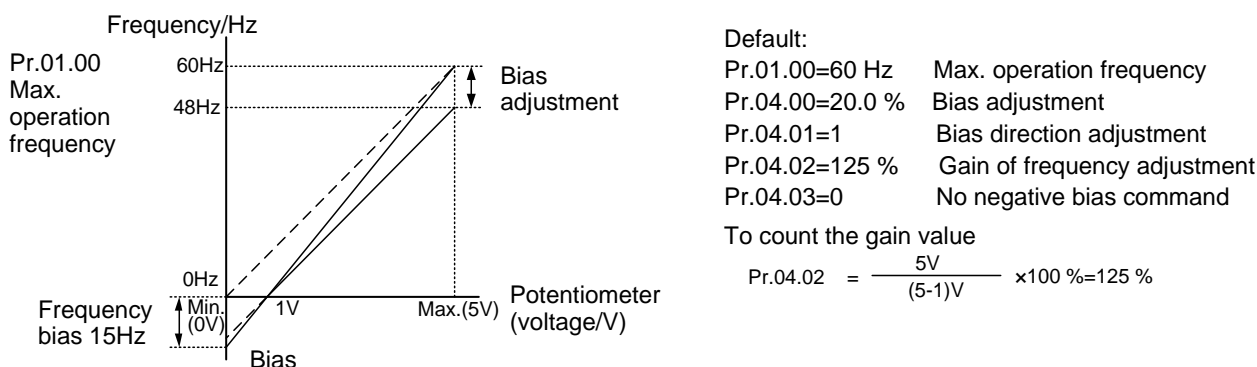 Frequency/Hz
Pr.01.00
Max.
operation
frequency
60Hz
48Hz
Bias
adjustment
0Hz
Frequency
bias 15Hz
Min.
(0V)
1V
Max.(5V)
Potentiometer
(voltage/V)
Bias
Default:
Pr.01.00=60 Hz Max. operation frequency
Pr.04.00=20.0 % Bias adjustment
Pr.04.01=1 Bias direction adjustment
Pr.04.02=125 % Gain of frequency adjustment
Pr.04.03=0 No negative bias command
To count the gain value
Pr.04.02 = 5V
(5-1)V ×100 %=125 %